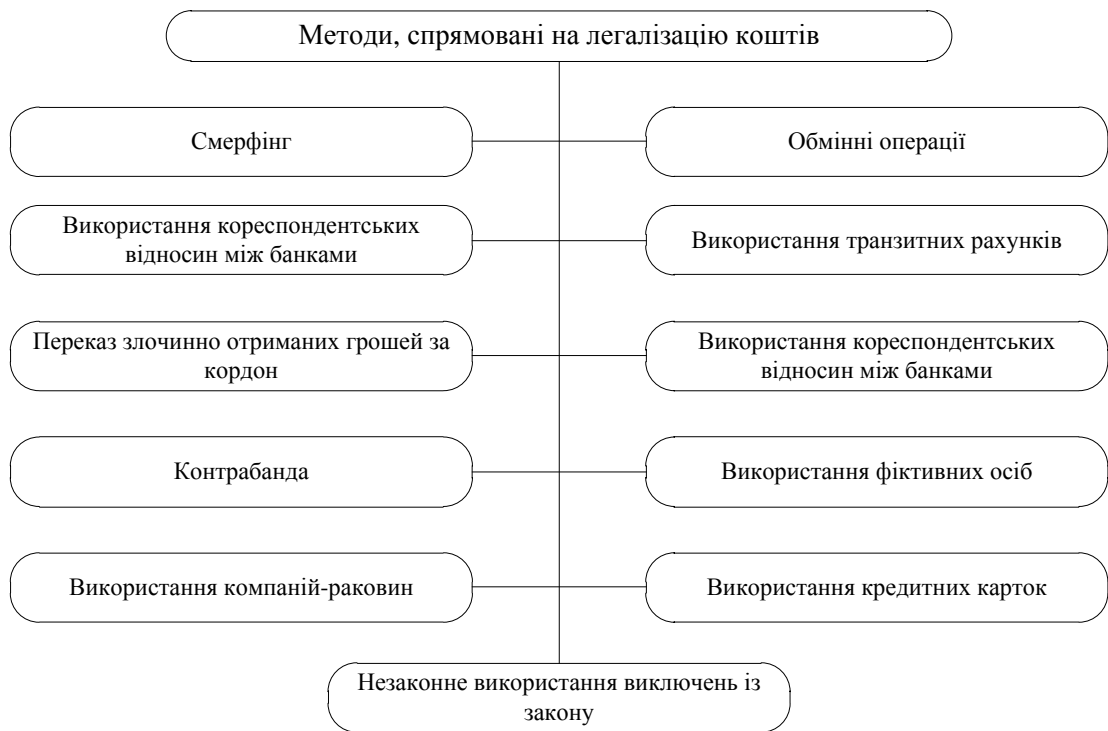 Методи, спрямовані на легалізацію коштів
Смерфінг
Обмінні операції
Використання кореспондентських
відносин між банками
Використання транзитних рахунків
Переказ злочинно отриманих грошей за
кордон
Використання кореспондентських
відносин між банками
Контрабанда
Використання фіктивних осіб
Використання компаній-раковин
Використання кредитних карток
Незаконне використання виключень із
закону